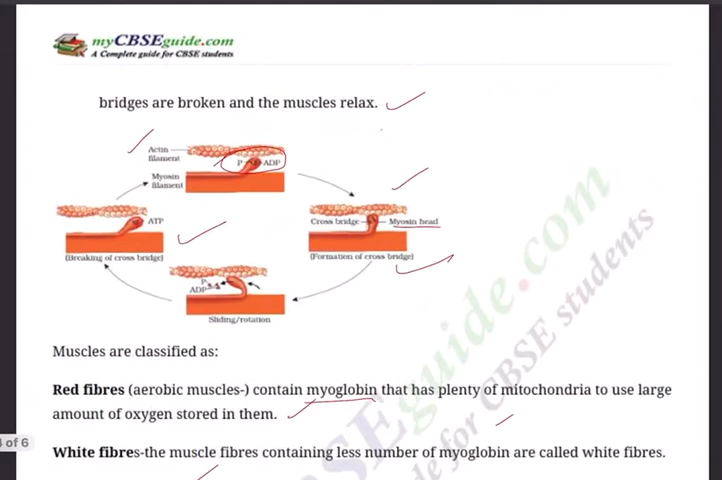 myCBSEguide.com
A Complete guide for CBSE students
bridges are broken and the muscles relax.
Actin
filament
P
ADP
Myosin
filament
ATP
Cross bridge
Myosin head
(Breaking of cross bridge)
(Formation of cross bridge)
P
ADP
Sliding/rotation
Muscles are classified as:
Red fibres (aerobic muscles-) contain myoglobin that has plenty of mitochondria to use large
amount of oxygen stored in them.
4 of 6
White fibres-the muscle fibres containing less number of myoglobin are called white fibres.